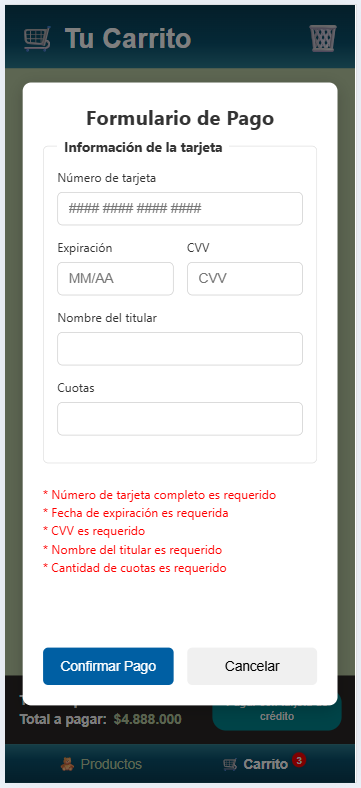 Tu Carrito
Formulario de Pago
Información de la tarjeta
Número de tarjeta
#### #### #### ####
Expiración
CVV
MM/AA
CVV
Nombre del titular
Cuotas
* Número de tarjeta completo es requerido
* Fecha de expiración es requerida
* CVV es requerido
* Nombre del titular es requerido
* Cantidad de cuotas es requerido
Confirmar Pago
Cancelar
Total a pagar: $4.888.000
crédito
Productos
Carrito 3